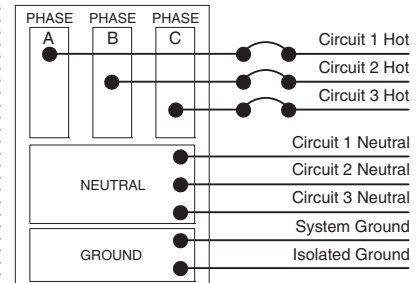 PHASE PHASE PHASE
A B C
Circuit 1 Hot
Circuit 2 Hot
Circuit 3 Hot
Circuit 1 Neutral
Circuit 2 Neutral
NEUTRAL
Circuit 3 Neutral
System Ground
GROUND
Isolated Ground